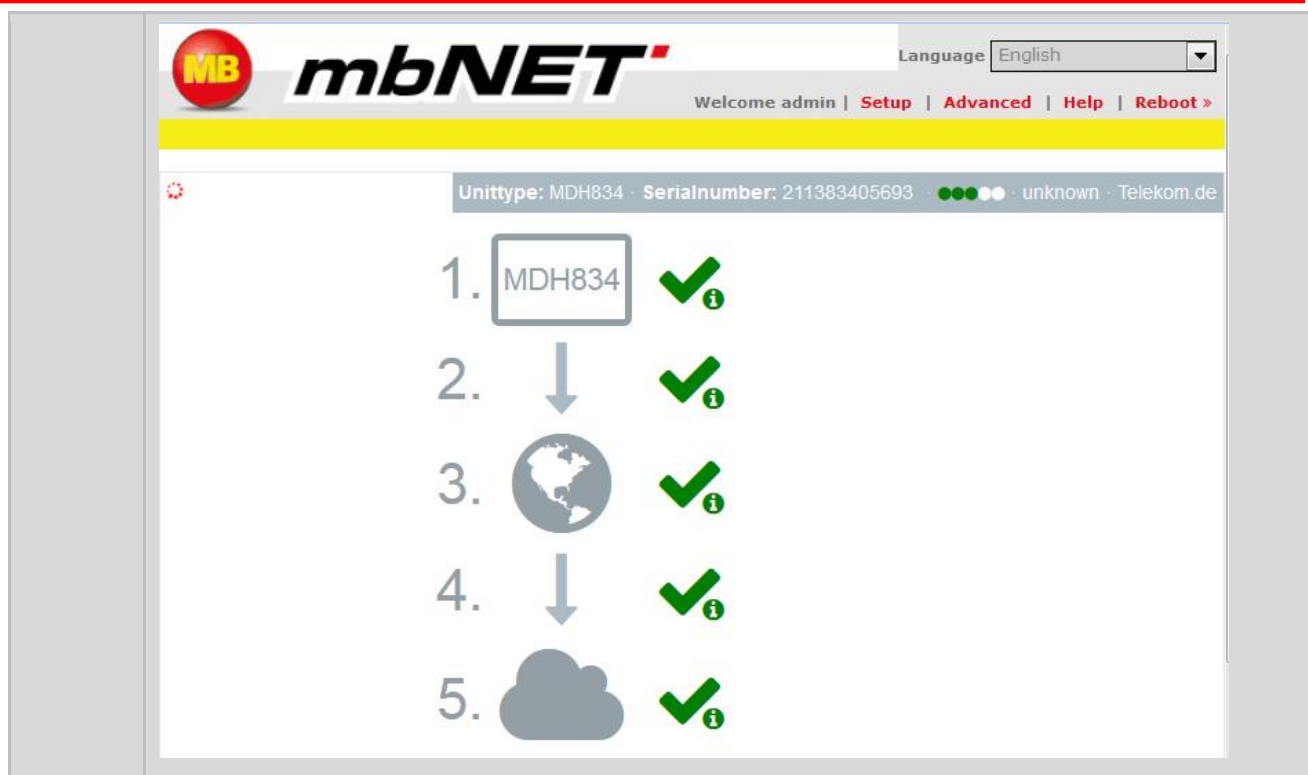 MB mbNET
Language English
Welcome admin | Setup | Advanced | Help | Reboot »
Unittype: MDH834 · Serialnumber: 211383405693 · unknown · Telekom.de
1. MDH834
i
2.
i
3.
i
4.
i
5.
i